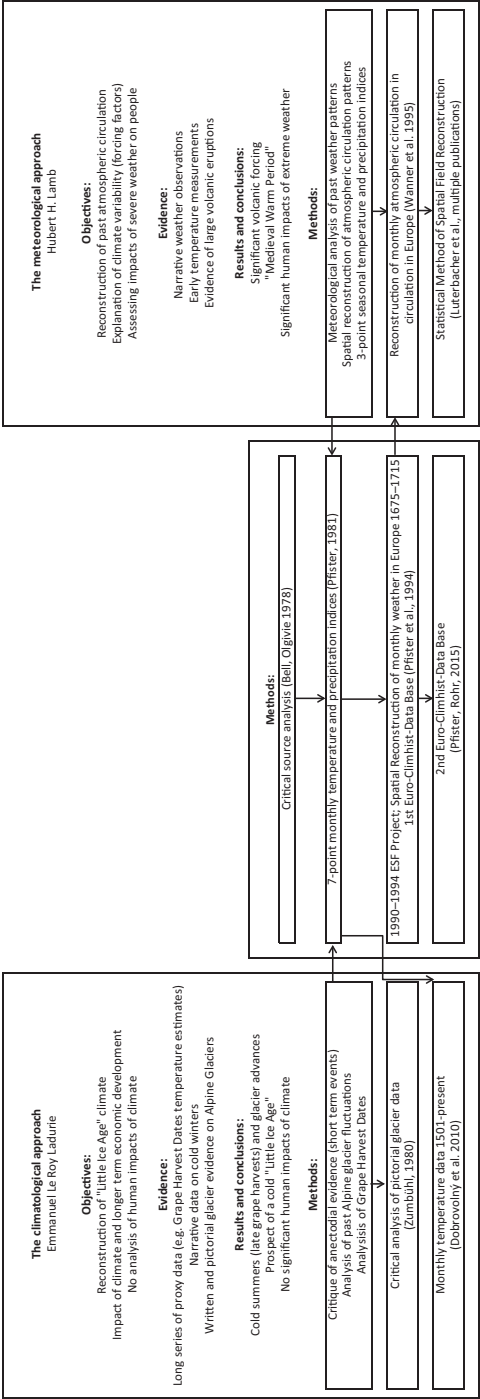 The climatological approach
Emmanuel Le Roy Ladurie
Objectives:
Reconstruction of "Little Ice Age" climate
Impact of climate and longer term economic development
No analysis of human impacts of climate
Evidence:
Long series of proxy data (e.g. Grape Harvest Dates temperature estimates)
Narrative data on cold winters
Written and pictorial glacier evidence on Alpine Glaciers
Results and conclusions:
Cold summers (late grape harvests) and glacier advances
Prospect of a cold "Little Ice Age"
No significant human impacts of climate
Methods:
Critique of anectodial evidence (short term events)
Analysis of past Alpine glacier fluctuations
Analysisis of Grape Harvest Dates
Critical analysis of pictorial glacier data
(Zumbühl, 1980)
Monthly temperature data 1501-present
(Dobrovolný et al. 2010)
Methods:
Critical source analysis (Bell, Olgivie 1978)
7-point monthly temperature and precipitation indices (Pfister, 1981)
1990–1994 ESF Project; Spatial Reconstruction of monthly weather in Europe 1675–1715
1st Euro-Climhist-Data Base (Pfister et al., 1994)
2nd Euro-Climhist-Data Base
(Pfister, Rohr, 2015)
The meteorological approach
Hubert H. Lamb
Objectives:
Reconstruction of past atmospheric circulation
Explanation of climate variability (forcing factors)
Assessing impacts of severe weather on people
Evidence:
Narrative weather observations
Early temperature measurements
Evidence of large volcanic eruptions
Results and conclusions:
Significant volcanic forcing
"Medieval Warm Period"
Significant human impacts of extreme weather
Methods:
Meteorological analysis of past weather patterns
Spatial reconstruction of atmospheric circulation patterns
3-point seasonal temperature and precipitation indices
Reconstruction of monthly atmospheric circulation in
circulation in Europe (Wanner et al. 1995)
Statistical Method of Spatial Field Reconstruction
(Luterbacher et al., multiple publications)